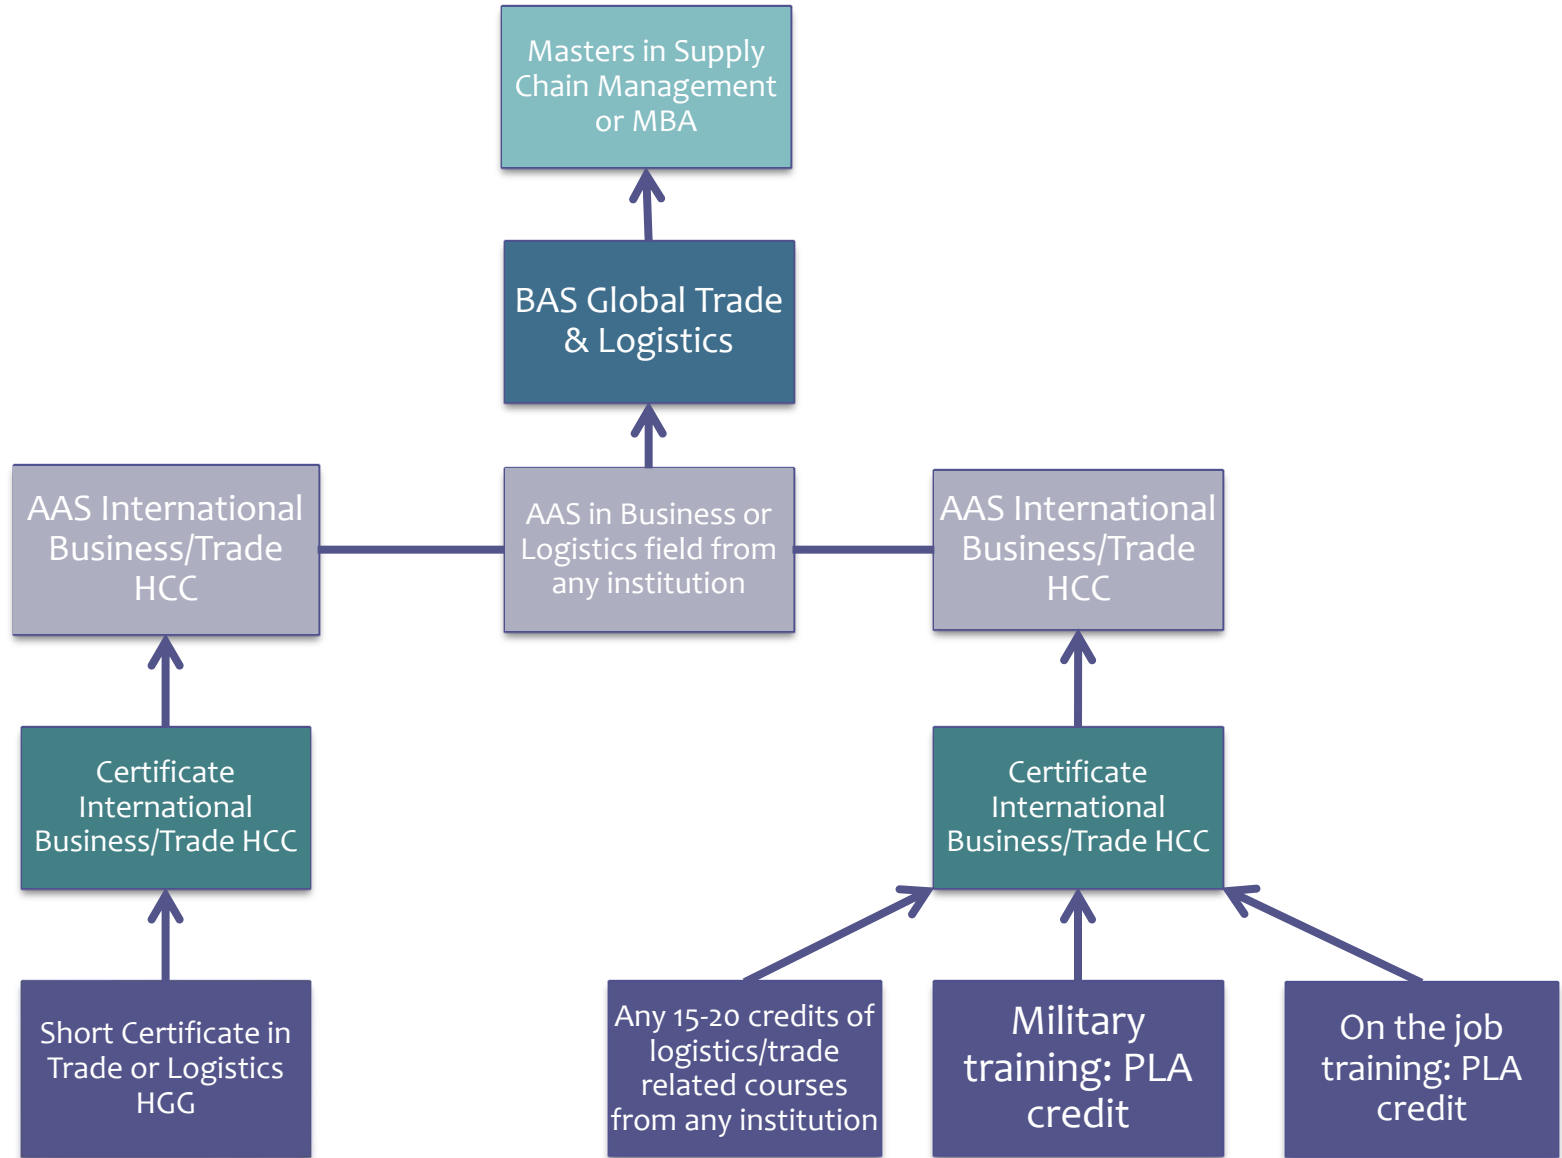 Masters in Supply
Chain Management
or MBA
BAS Global Trade
& Logistics
AAS International
Business/Trade
HCC
AAS in Business or
Logistics field from
any institution
AAS International
Business/Trade
HCC
Certificate
International
Business/Trade HCC
Certificate
International
Business/Trade HCC
Short Certificate in
Trade or Logistics
HGG
Any 15-20 credits of
logistics/trade
related courses
from any institution
Military
training: PLA
credit
On the job
training: PLA
credit